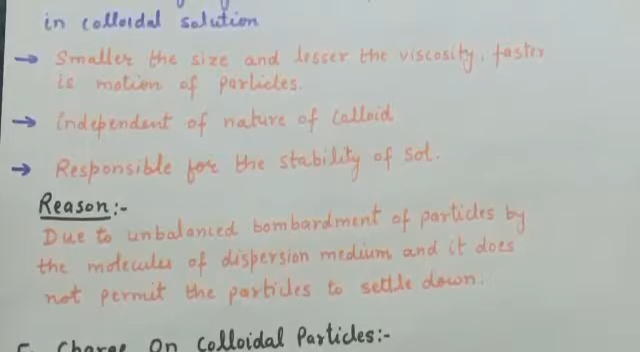 in colloidal solution
→ Smaller the size and lesser the viscosity, faster
is motion of particles.
→ Independent of nature of Colloid
→ Responsible for the stability of sol.
Reason:-
Due to unbalanced bombardment of particles by
the molecules of dispersion medium and it does
not permit the particles to settle down.
Charge on Colloidal Particles:-